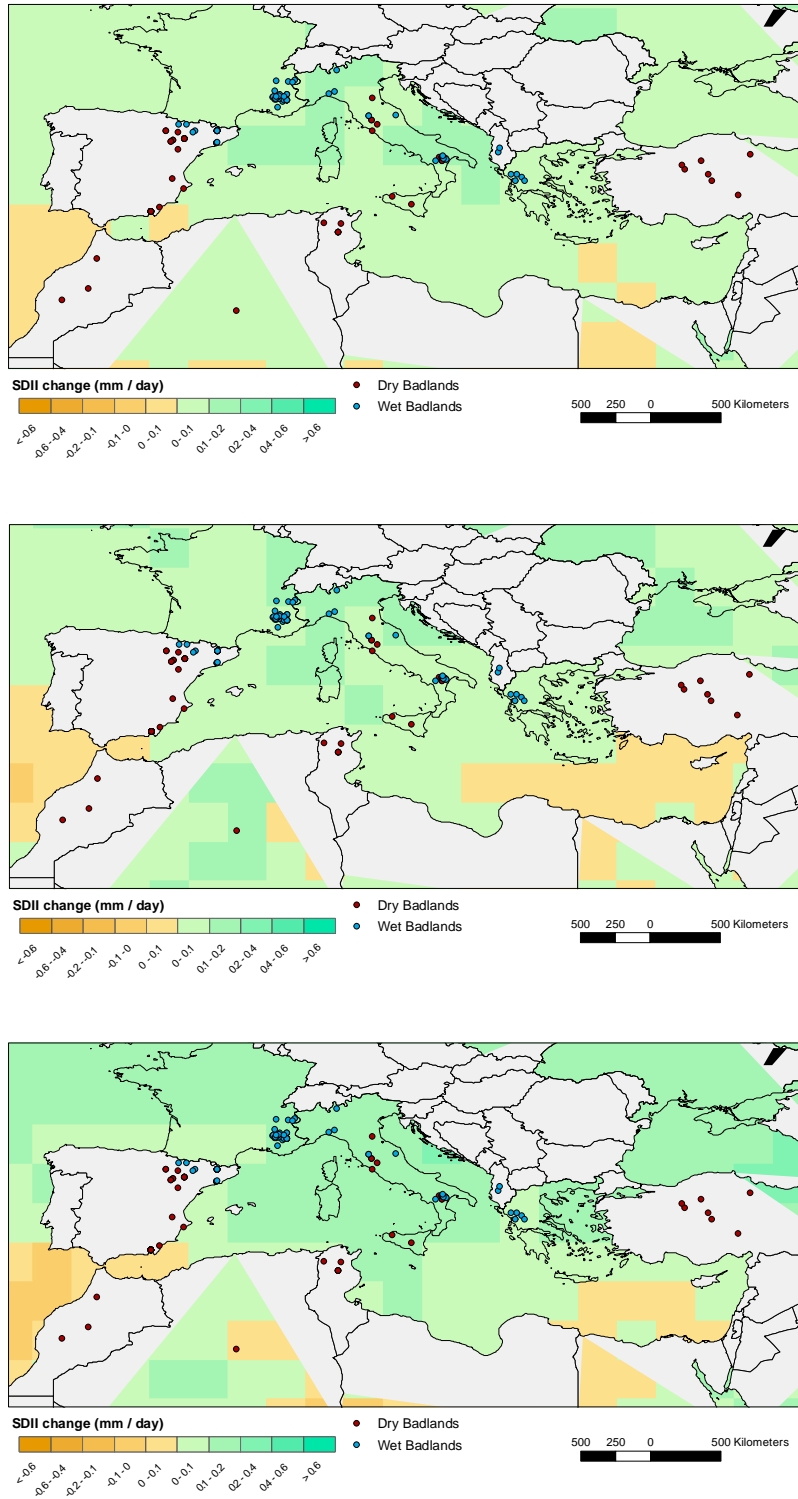 SDII change (mm / day)
Dry Badlands
Wet Badlands
500 250 0 500 Kilometers
<-0.6
-0.6 - -0.4
-0.2 - -0.1
-0.1 - 0
0 - 0.1
0 - 0.1
0.1 - 0.2
02 - 0.4
0.4 - 0.6
>0.6
SDII change (mm / day)
Dry Badlands
Wet Badlands
500 250 0 500 Kilometers
<-0.6
-0.6 - -0.4
-0.2 - -0.1
-0.1 - 0
0 - 0.1
0 - 0.1
0.1 - 0.2
02 - 0.4
0.4 - 0.6
>0.6
SDII change (mm / day)
Dry Badlands
Wet Badlands
500 250 0 500 Kilometers
<-0.6
-0.6 - -0.4
-0.2 - -0.1
-0.1 - 0
0 - 0.1
0 - 0.1
0.1 - 0.2
02 - 0.4
0.4 - 0.6
>0.6